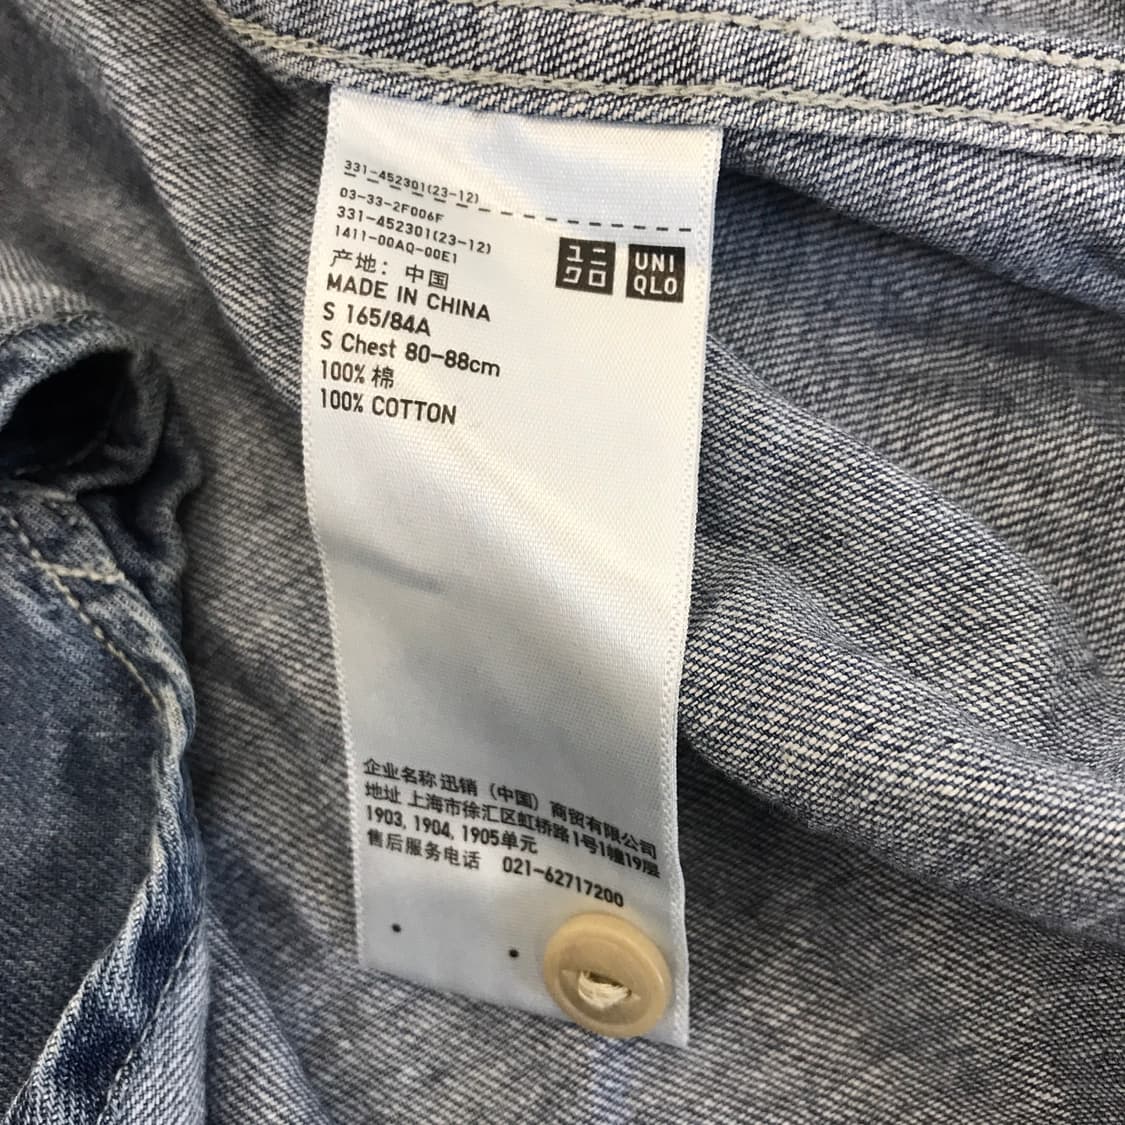 331-452301(23-12)
03-33-2F006F
331-452301(23-12)
1411-00AQ-00E1
ユニ
クロ
UNI
QLO
产地：中国
MADE IN CHINA
S 165/84A
S Chest 80-88cm
100% 棉
100% COTTON
企业名称 迅销（中国）商贸有限公司
地址 上海市徐汇区虹桥路1号1幢19层
1903, 1904, 1905单元
售后服务电话 021-62717200